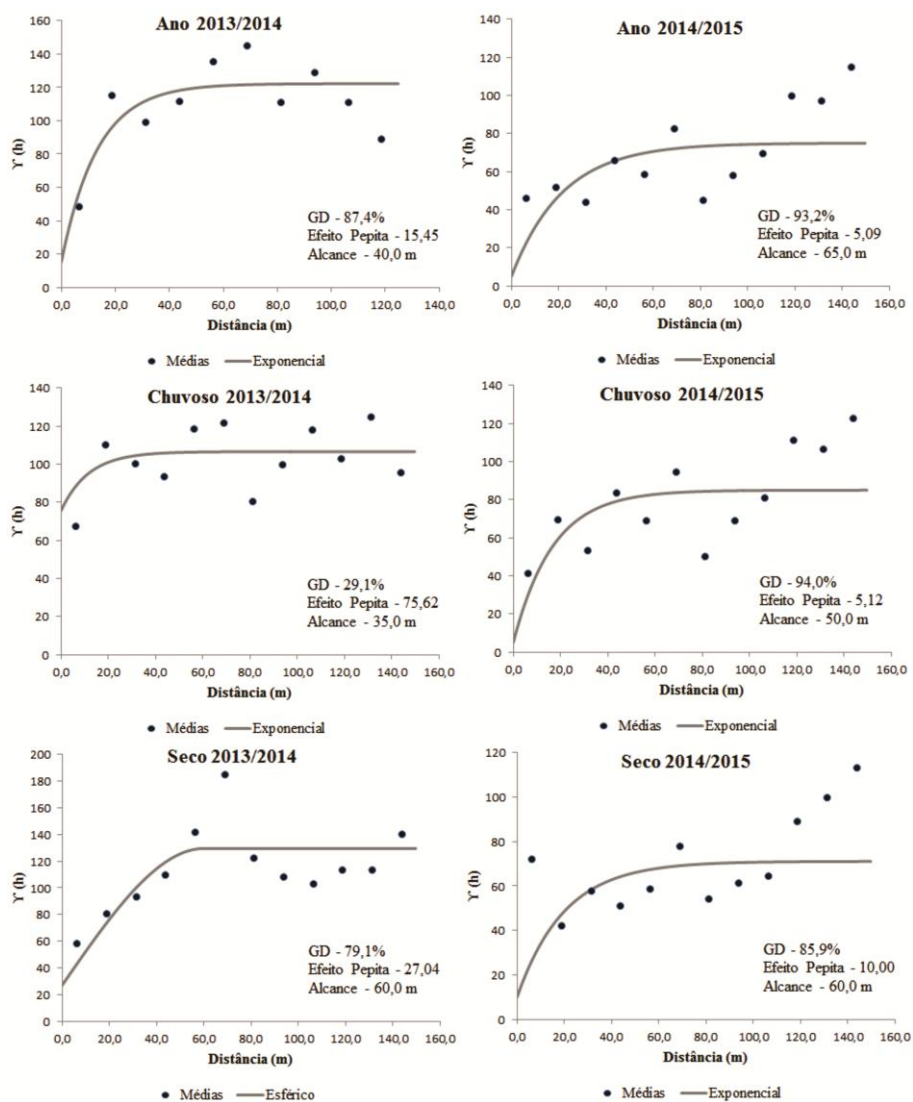 Ano 2013/2014
160
140
120
100
80
60
40
20
0
ϒ (h)
GD - 87,4%
Efeito Pepita - 15,45
Alcance - 40,0 m
0,0 20,0 40,0 60,0 80,0 100,0 120,0 140,0
Distância (m)
Médias Exponencial
Ano 2014/2015
120
100
80
60
40
20
0
ϒ (h)
GD - 93,2%
Efeito Pepita - 5,09
Alcance - 65,0 m
0,0 20,0 40,0 60,0 80,0 100,0 120,0 140,0 160,0
Distância (m)
Médias Exponencial
Chuvoso 2013/2014
140
120
100
80
60
40
20
0
ϒ (h)
GD - 29,1%
Efeito Pepita - 75,62
Alcance - 35,0 m
0,0 20,0 40,0 60,0 80,0 100,0 120,0 140,0 160,0
Distância (m)
Médias Exponencial
Chuvoso 2014/2015
140
120
100
80
60
40
20
0
ϒ (h)
GD - 94,0%
Efeito Pepita - 5,12
Alcance - 50,0 m
0,0 20,0 40,0 60,0 80,0 100,0 120,0 140,0 160,0
Distância (m)
Médias Exponencial
Seco 2013/2014
200
180
160
140
120
100
80
60
40
20
0
ϒ (h)
GD - 79,1%
Efeito Pepita - 27,04
Alcance - 60,0 m
0,0 20,0 40,0 60,0 80,0 100,0 120,0 140,0 160,0
Distância (m)
Médias Esférico
Seco 2014/2015
120
100
80
60
40
20
0
ϒ (h)
GD - 85,9%
Efeito Pepita - 10,00
Alcance - 60,0 m
0,0 20,0 40,0 60,0 80,0 100,0 120,0 140,0 160,0
Distância (m)
Médias Exponencial